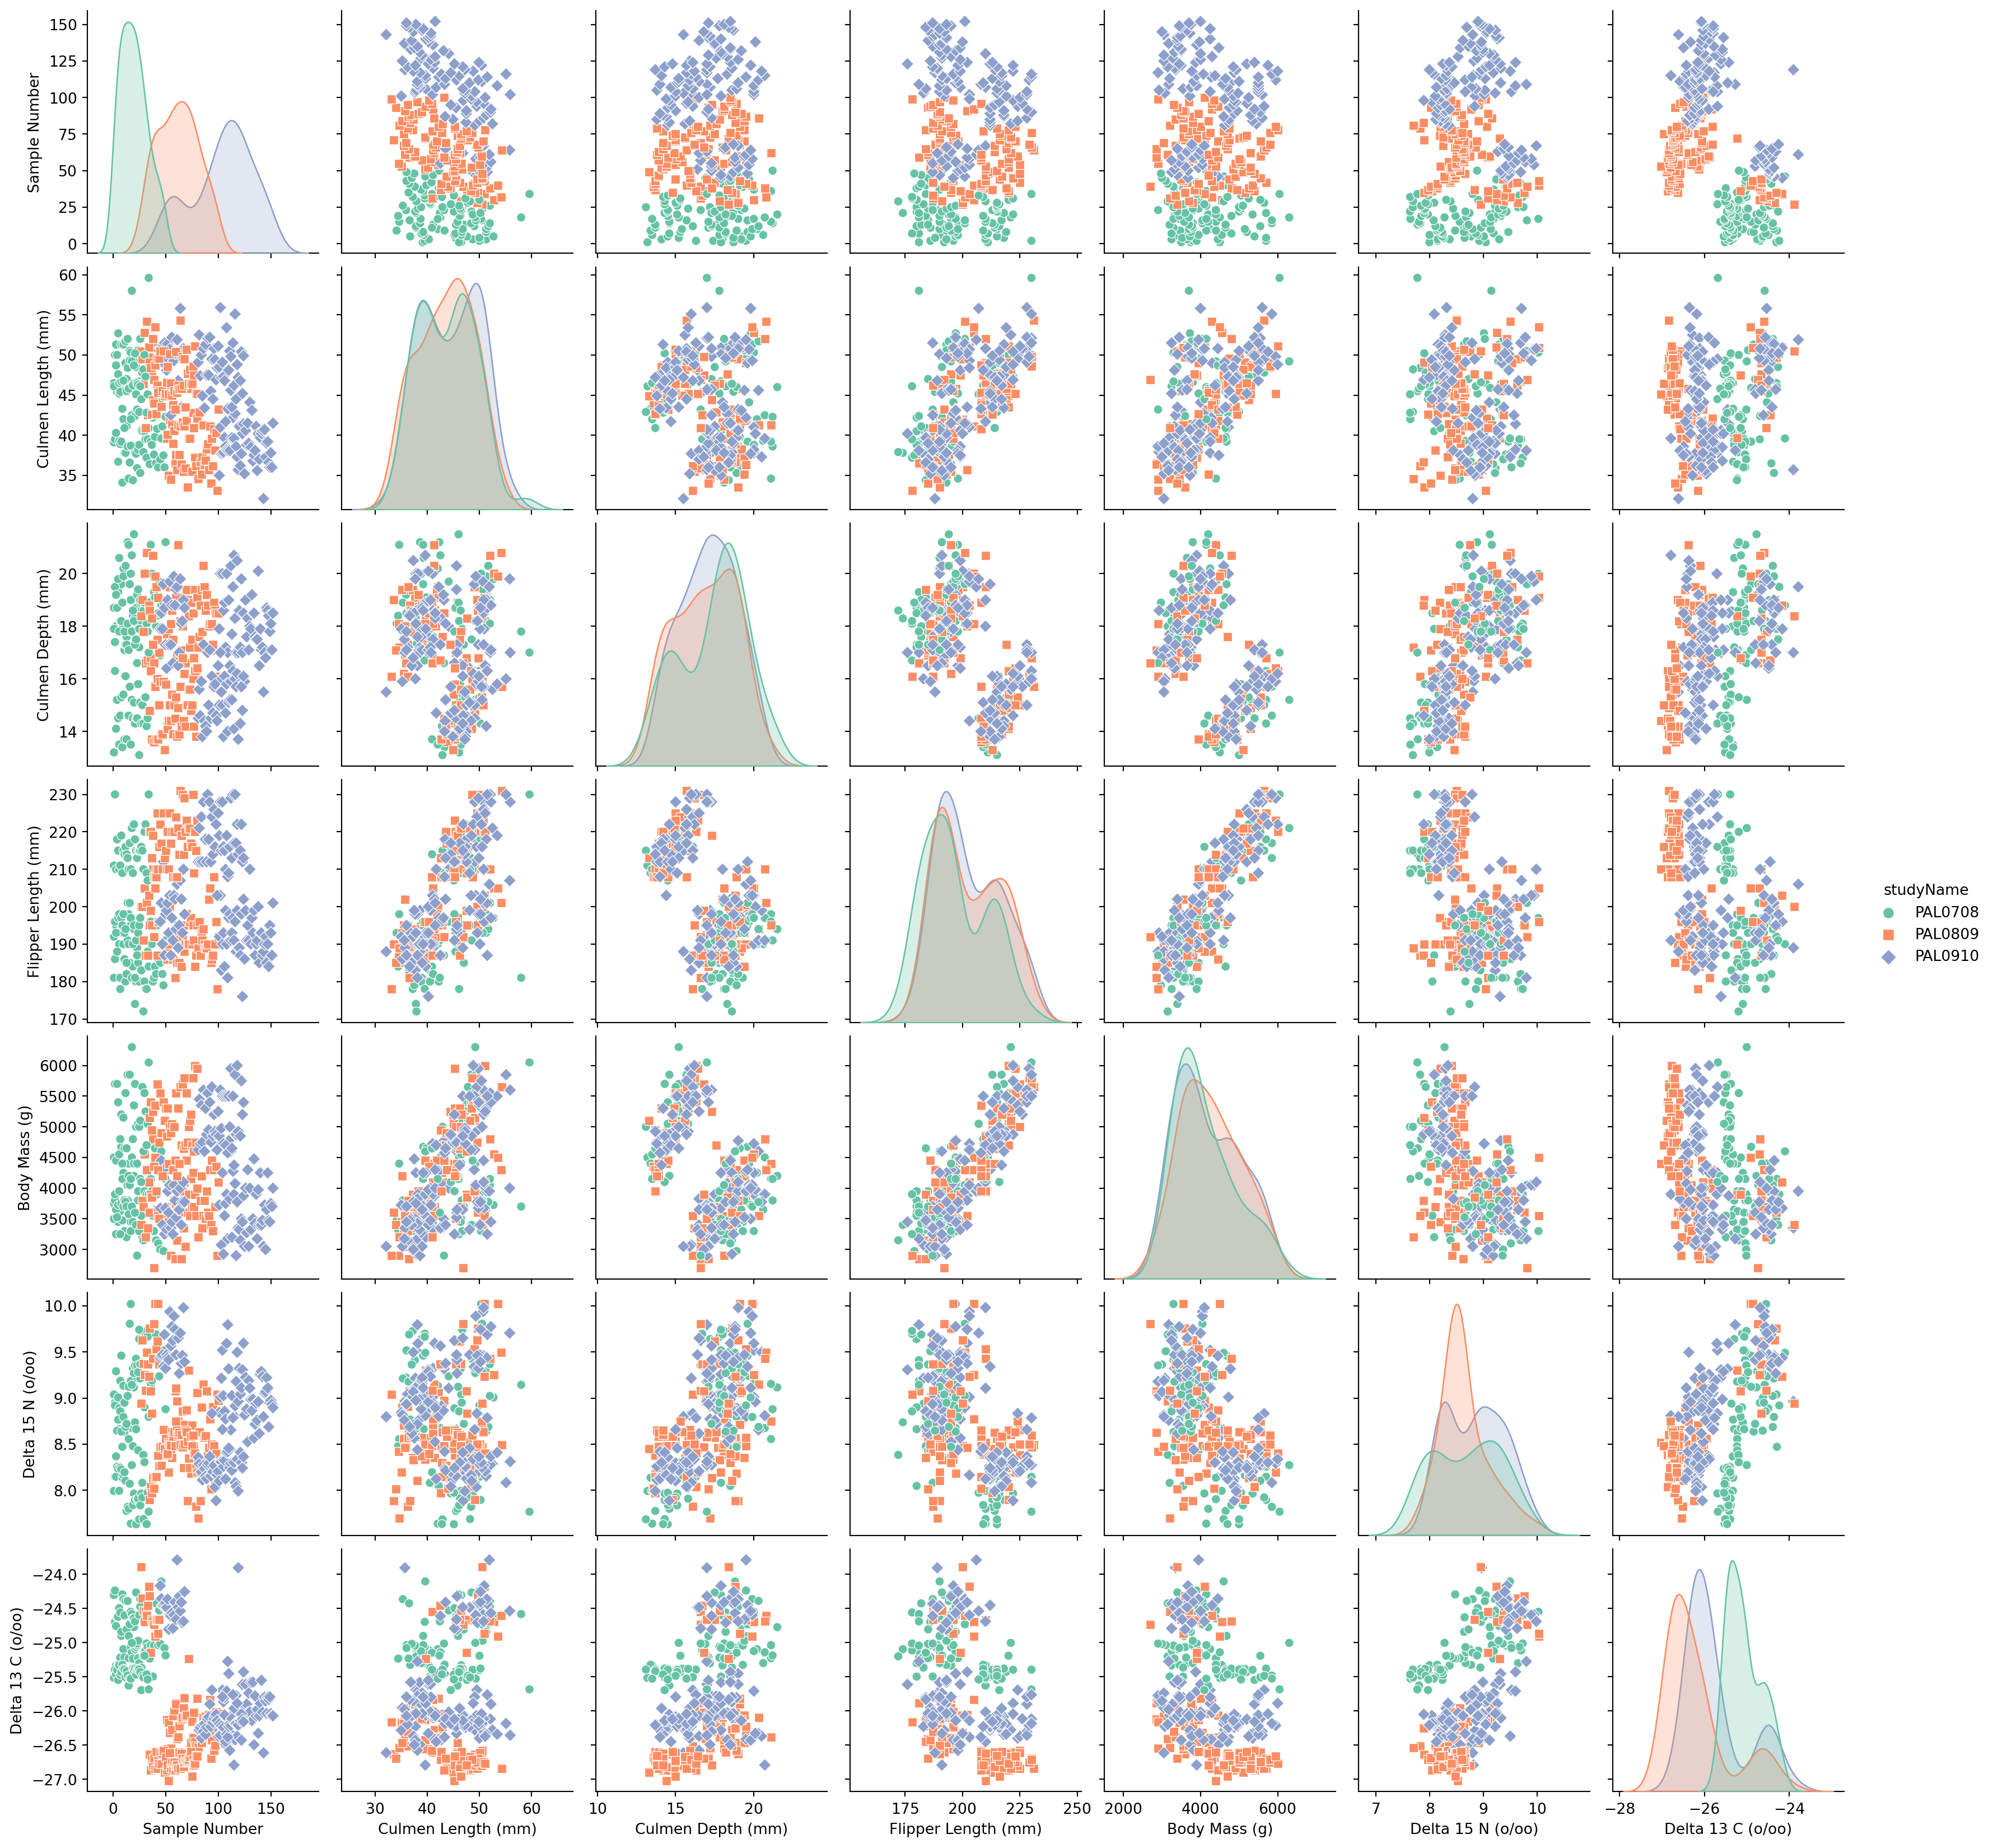 150
125
100
75
50
25
0
Sample Number
60
55
50
45
40
35
Culmen Length (mm)
20
18
16
14
Culmen Depth (mm)
230
220
210
200
190
180
170
Flipper Length (mm)
studyName
PAL0708
PAL0809
PAL0910
6000
5500
5000
4500
4000
3500
3000
Body Mass (g)
10.0
9.5
9.0
8.5
8.0
Delta 15 N (o/oo)
−24.0
−24.5
−25.0
−25.5
−26.0
−26.5
−27.0
Delta 13 C (o/oo)
0 50 100 150
30 40 50 60
10 15 20
175 200 225 250
2000 4000 6000
7 8 9 10
−28 −26 −24
Sample Number
Culmen Length (mm)
Culmen Depth (mm)
Flipper Length (mm)
Body Mass (g)
Delta 15 N (o/oo)
Delta 13 C (o/oo)